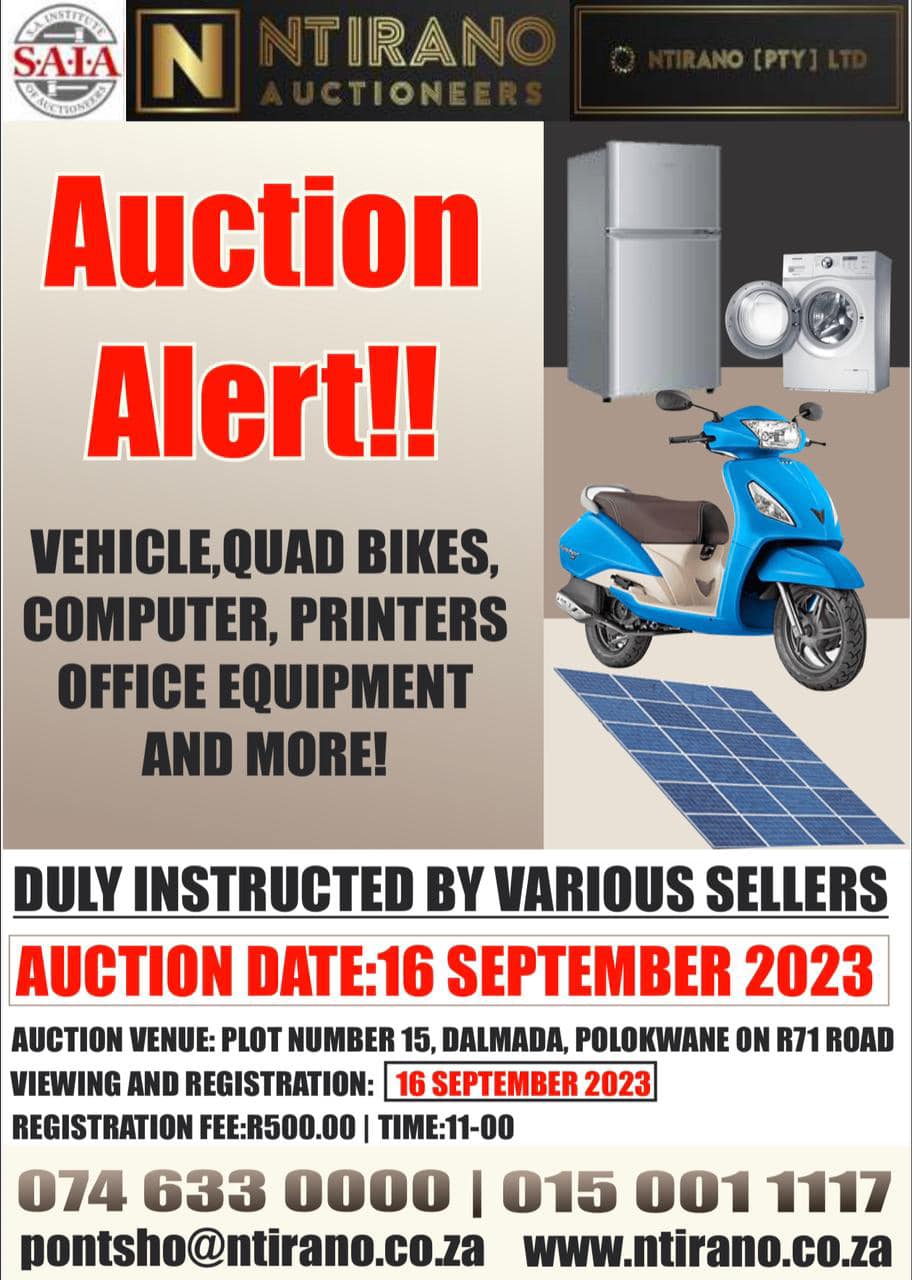 S.A. INSTITUTE
S·A·I·A
OF AUCTIONEERS
N
NTIRANO
AUCTIONEERS
NTIRANO [PTY] LTD
Auction
Alert!!
VEHICLE,QUAD BIKES,
COMPUTER, PRINTERS
OFFICE EQUIPMENT
AND MORE!
DULY INSTRUCTED BY VARIOUS SELLERS
AUCTION DATE:16 SEPTEMBER 2023
AUCTION VENUE: PLOT NUMBER 15, DALMADA, POLOKWANE ON R71 ROAD
VIEWING AND REGISTRATION: 16 SEPTEMBER 2023
REGISTRATION FEE:R500.00 | TIME:11-00
074 633 0000 | 015 001 1117
pontsho@ntirano.co.za www.ntirano.co.za